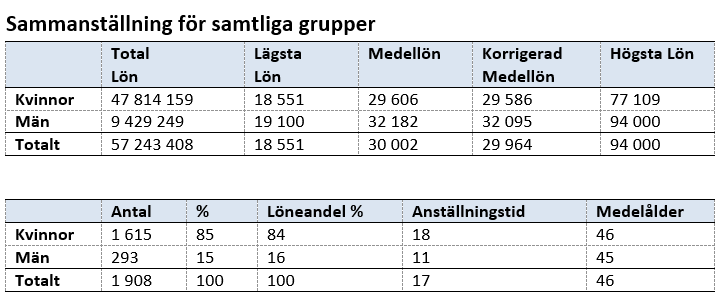 Sammanställning för samtliga grupper
Total Lön Lägsta Lön Medellön Korrigerad Medellön Högsta Lön
Kvinnor 47 814 159 18 551 29 606 29 586 77 109
Män 9 429 249 19 100 32 182 32 095 94 000
Totalt 57 243 408 18 551 30 002 29 964 94 000
Antal % Löneandel % Anställningstid Medelålder
Kvinnor 1 615 85 84 18 46
Män 293 15 16 11 45
Totalt 1 908 100 100 17 46